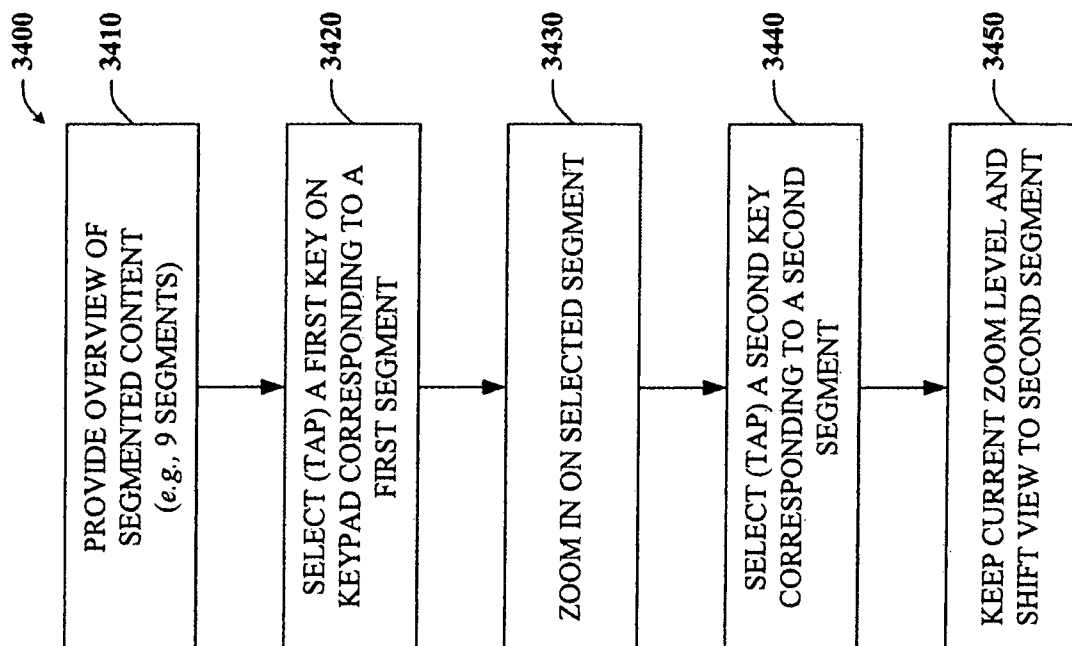 3400
3410
PROVIDE OVERVIEW OF
SEGMENTED CONTENT
(e.g., 9 SEGMENTS)
3420
SELECT (TAP) A FIRST KEY ON
KEYPAD CORRESPONDING TO A
FIRST SEGMENT
3430
ZOOM IN ON SELECTED SEGMENT
3440
SELECT (TAP) A SECOND KEY
CORRESPONDING TO A SECOND
SEGMENT
3450
KEEP CURRENT ZOOM LEVEL AND
SHIFT VIEW TO SECOND SEGMENT